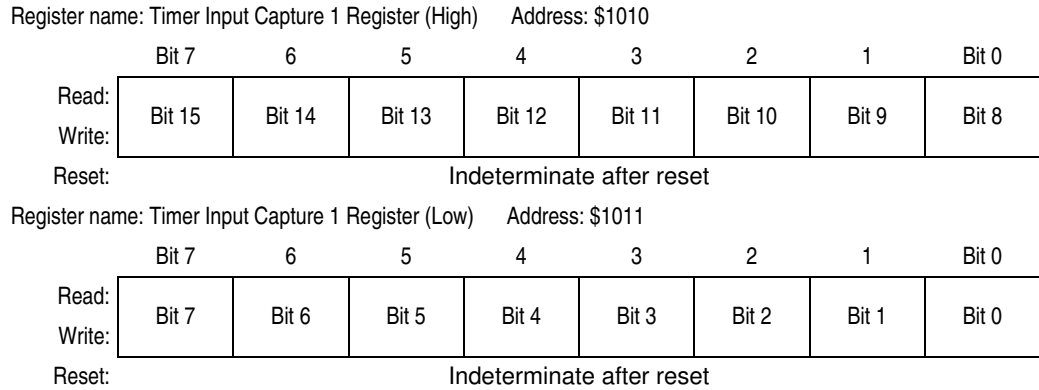 Register name: Timer Input Capture 1 Register (High) Address: $1010
Bit 7 6 5 4 3 2 1 Bit 0
Read:
Bit 15 Bit 14 Bit 13 Bit 12 Bit 11 Bit 10 Bit 9 Bit 8
Write:
Reset: Indeterminate after reset
Register name: Timer Input Capture 1 Register (Low) Address: $1011
Bit 7 6 5 4 3 2 1 Bit 0
Read:
Bit 7 Bit 6 Bit 5 Bit 4 Bit 3 Bit 2 Bit 1 Bit 0
Write:
Reset: Indeterminate after reset